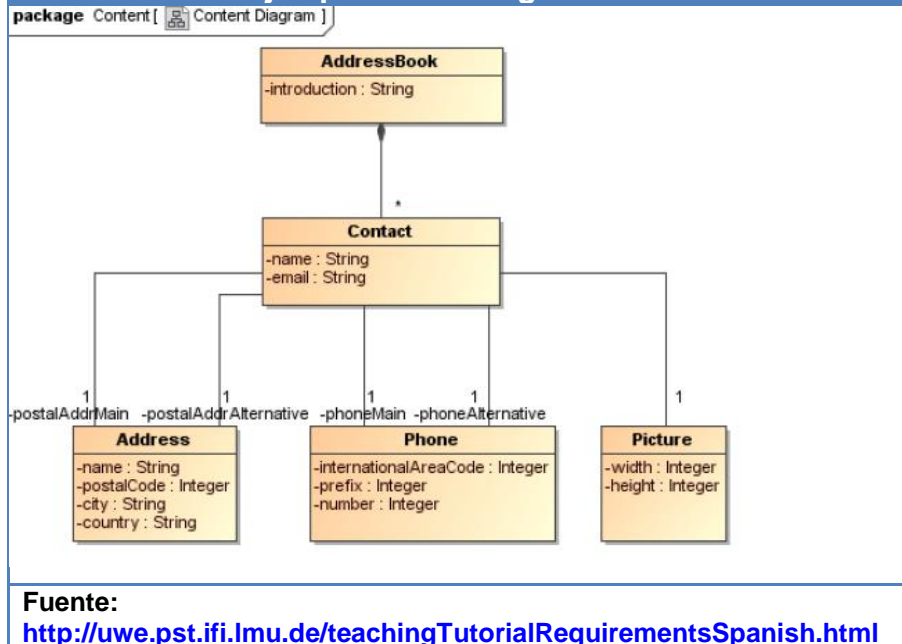 package Content [ Content Diagram ]
AddressBook
-introduction : String
*
Contact
-name : String
-email : String
1 1 1 1 1
-postalAddrMain -postalAddrAlternative -phoneMain -phoneAlternative
Address
-name : String
-postalCode : Integer
-city : String
-country : String
Phone
-internationalAreaCode : Integer
-prefix : Integer
-number : Integer
Picture
-width : Integer
-height : Integer
Fuente:
http://uwe.pst.ifi.lmu.de/teachingTutorialRequirementsSpanish.html